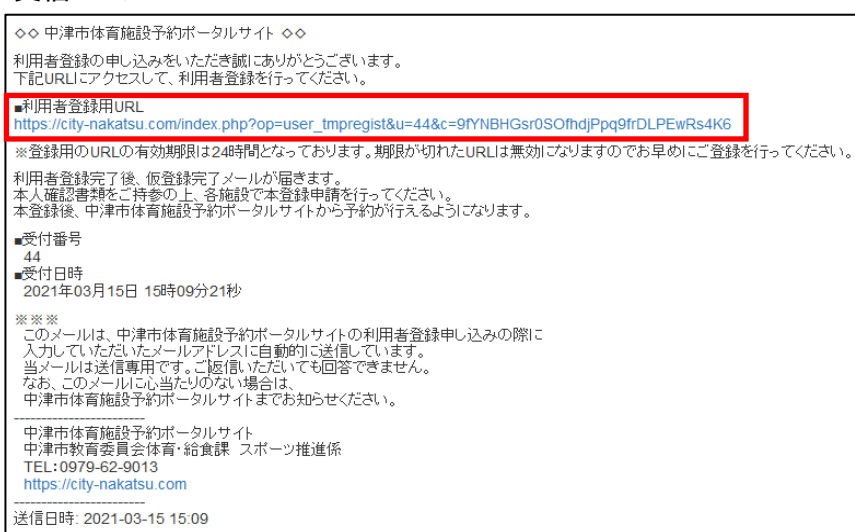 ◇◇ 中津市体育施設予約ポータルサイト ◇◇
利用者登録の申し込みをいただき誠にありがとうございます。
下記URLにアクセスして、利用者登録を行ってください。
■利用者登録用URL
https://city-nakatsu.com/index.php?op=user_tmpregist&u=44&c=9fYNBHGsr0SOfhdjPpq9frDLPEwRs4K6
※登録用のURLの有効期限は24時間となっております。期限が切れたURLは無効になりますのでお早めにご登録を行ってください。
利用者登録完了後、仮登録完了メールが届きます。
本人確認書類をご持参の上、各施設で本登録申請を行ってください。
本登録後、中津市体育施設予約ポータルサイトから予約が行えるようになります。
■受付番号
44
■受付日時
2021年03月15日 15時09分21秒
※※※
このメールは、中津市体育施設予約ポータルサイトの利用者登録申し込みの際に
入力していただいたメールアドレスに自動的に送信しています。
当メールは送信専用です。ご返信いただいても回答できません。
なお、このメールに心当たりのない場合は、
中津市体育施設予約ポータルサイトまでお知らせください。
------------------------
中津市体育施設予約ポータルサイト
中津市教育委員会体育・給食課 スポーツ推進係
TEL:0979-62-9013
https://city-nakatsu.com
------------------------
送信日時: 2021-03-15 15:09